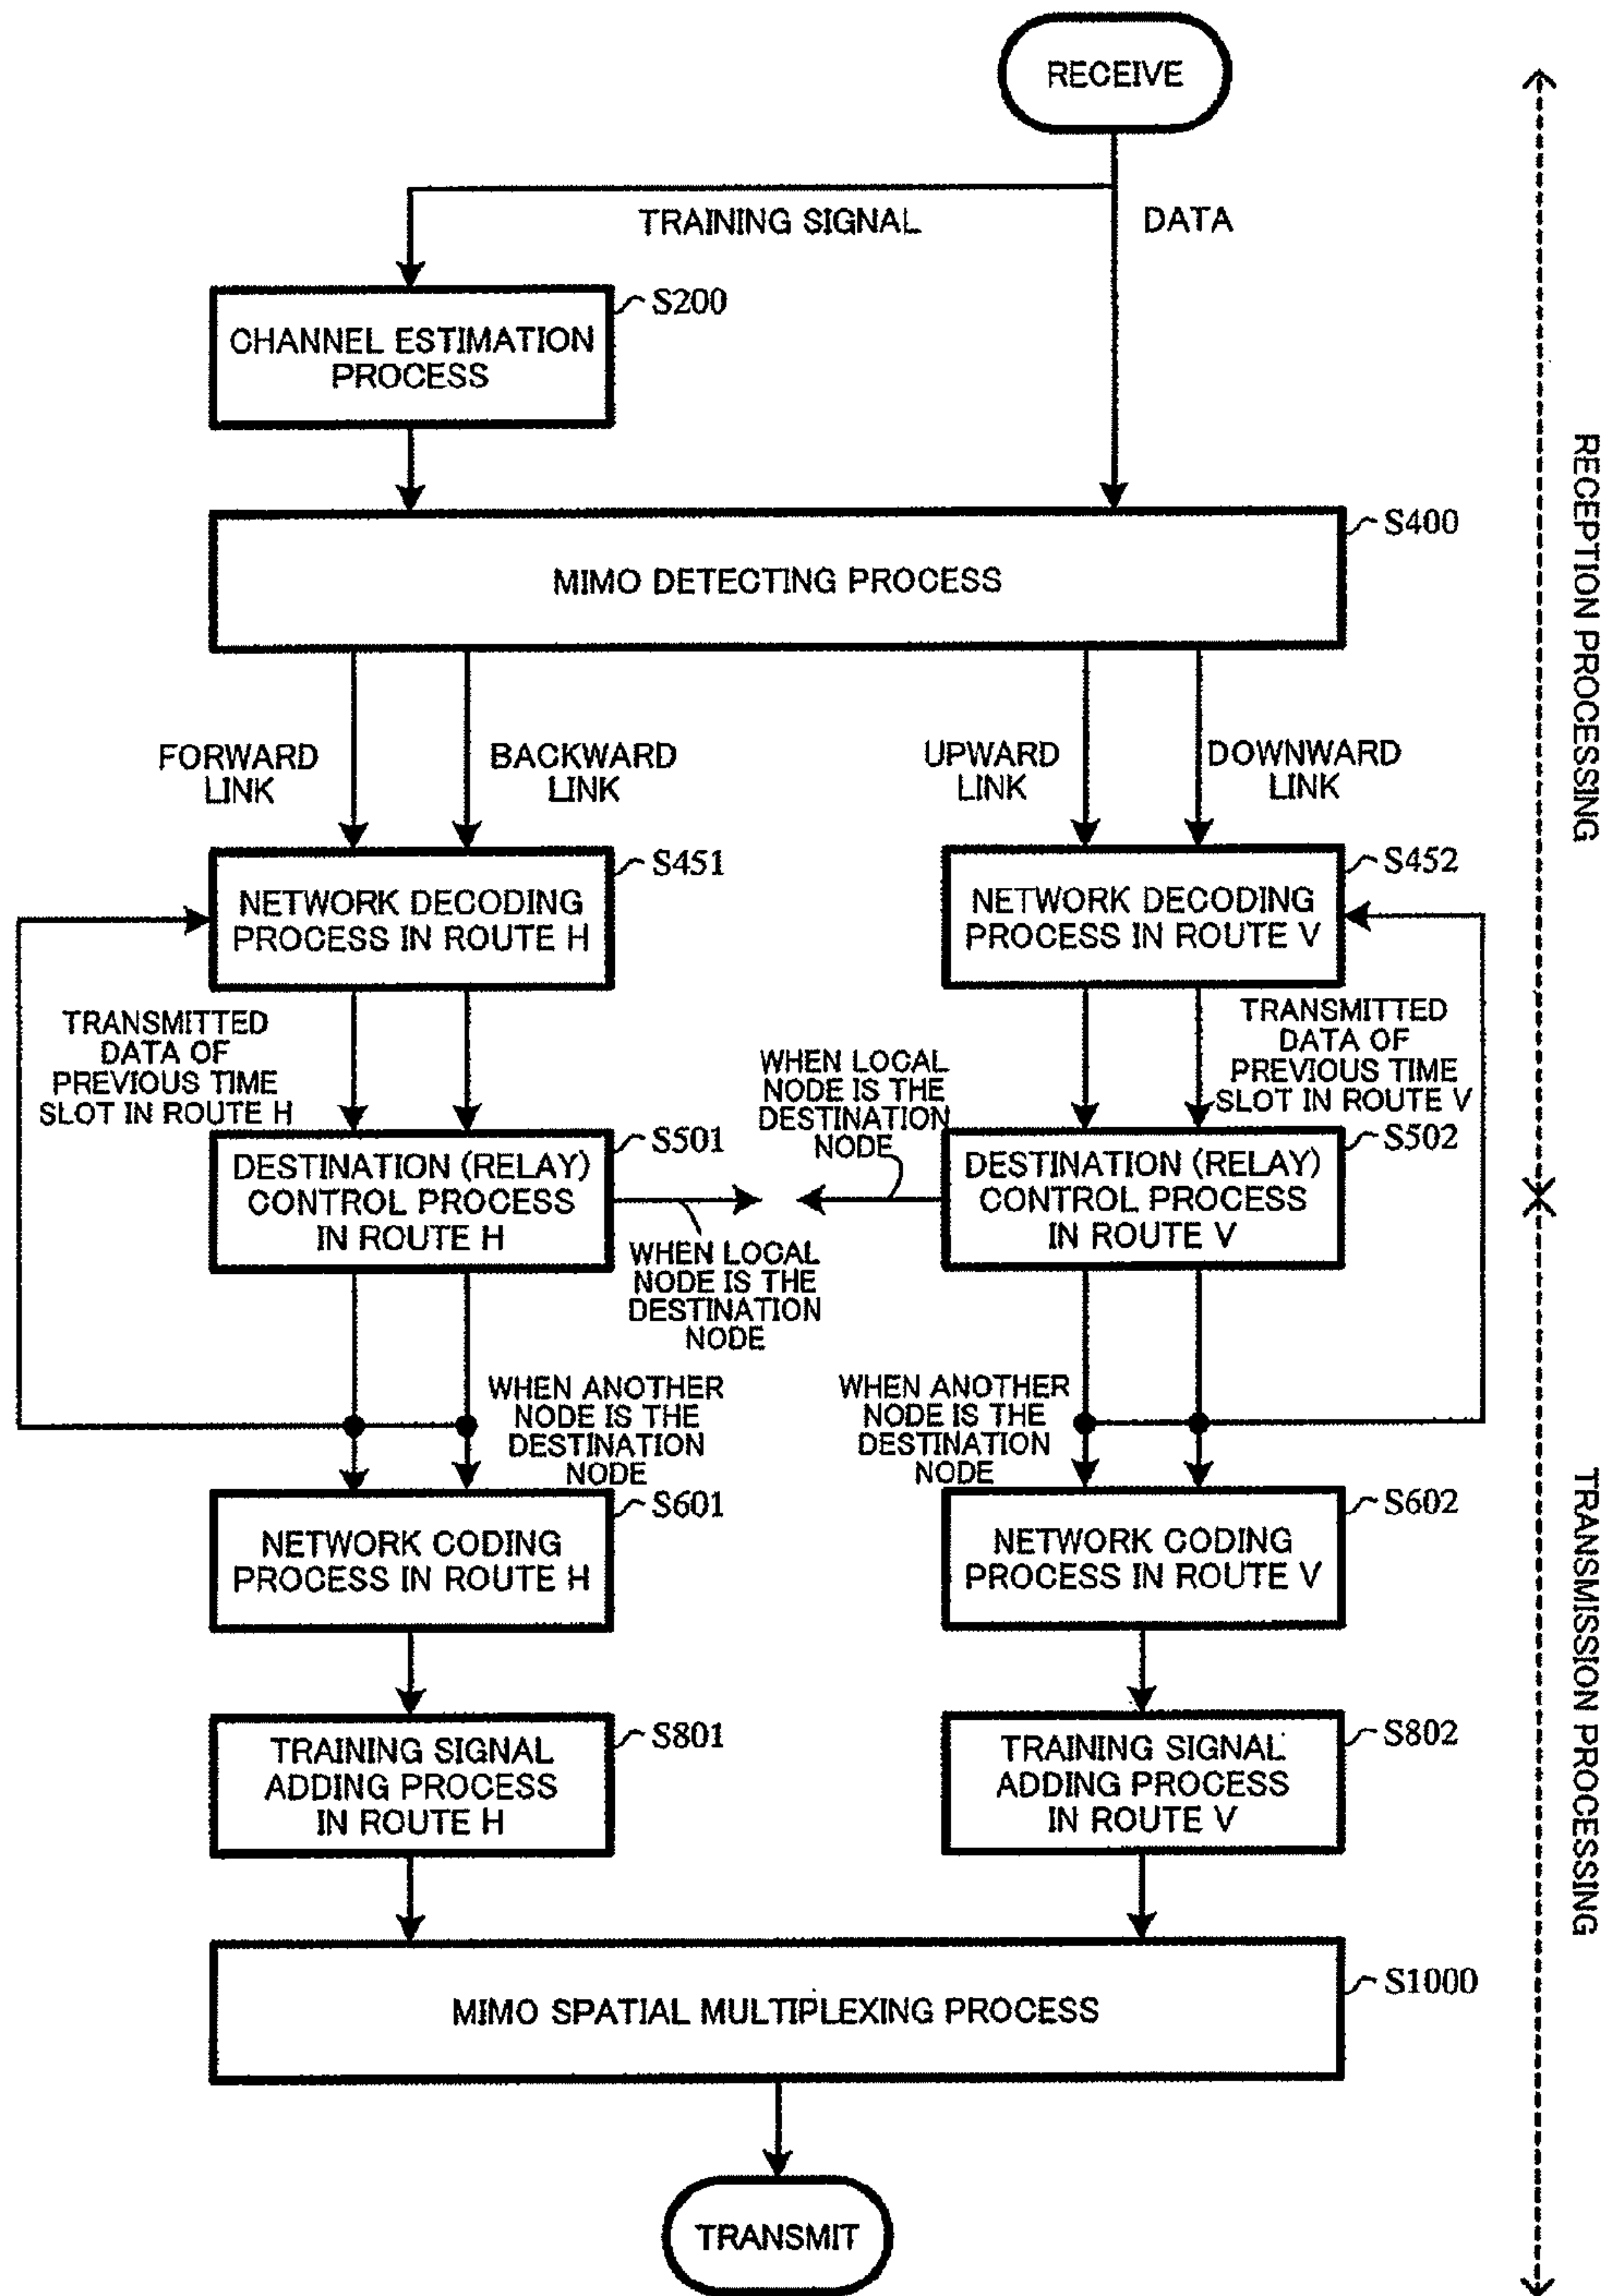 RECEIVE
TRAINING SIGNAL
DATA
S200
CHANNEL ESTIMATION
PROCESS
S400
MIMO DETECTING PROCESS
RECEPTION PROCESSING
FORWARD
LINK
BACKWARD
LINK
UPWARD
LINK
DOWNWARD
LINK
S451
NETWORK DECODING
PROCESS IN ROUTE H
S452
NETWORK DECODING
PROCESS IN ROUTE V
TRANSMITTED
DATA OF
PREVIOUS TIME
SLOT IN ROUTE H
WHEN LOCAL
NODE IS THE
DESTINATION
NODE
TRANSMITTED
DATA OF
PREVIOUS TIME
SLOT IN ROUTE V
S501
DESTINATION (RELAY)
CONTROL PROCESS
IN ROUTE H
S502
DESTINATION (RELAY)
CONTROL PROCESS
IN ROUTE V
WHEN LOCAL
NODE IS THE
DESTINATION
NODE
WHEN ANOTHER
NODE IS THE
DESTINATION
NODE
WHEN ANOTHER
NODE IS THE
DESTINATION
NODE
S601
NETWORK CODING
PROCESS IN ROUTE H
S602
NETWORK CODING
PROCESS IN ROUTE V
TRANSMISSION PROCESSING
S801
TRAINING SIGNAL
ADDING PROCESS
IN ROUTE H
S802
TRAINING SIGNAL
ADDING PROCESS
IN ROUTE V
S1000
MIMO SPATIAL MULTIPLEXING PROCESS
TRANSMIT